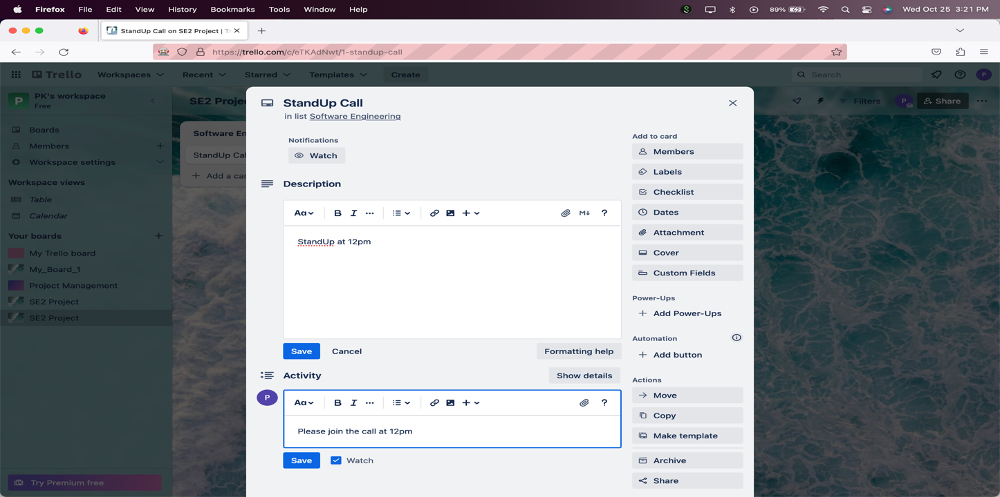 Firefox File Edit View History Bookmarks Tools Window Help 89% Wed Oct 25 3:21 PM
StandUp Call on SE2 Project | Tr
https://trello.com/c/eTKAdNwt/1-standup-call
Trello Workspaces Recent Starred Templates Create Search P
P PK's workspace
Free
SE2 Proje
Filters P Share
Boards
Members
Workspace settings
Workspace views
Table
Calendar
Your boards
My Trello board
My_Board_1
Project Management
SE2 Project
SE2 Project
Try Premium free
Software En
StandUp Cal
Add a car
StandUp Call
in list Software Engineering
Notifications
Watch
Description
Aa B I M ?
StandUp at 12pm
Save Cancel Formatting help
Activity Show details
P
Aa B I ?
Please join the call at 12pm
Save Watch
Add to card
Members
Labels
Checklist
Dates
Attachment
Cover
Custom Fields
Power-Ups
Add Power-Ups
Automation
Add button
Actions
Move
Copy
Make template
Archive
Share